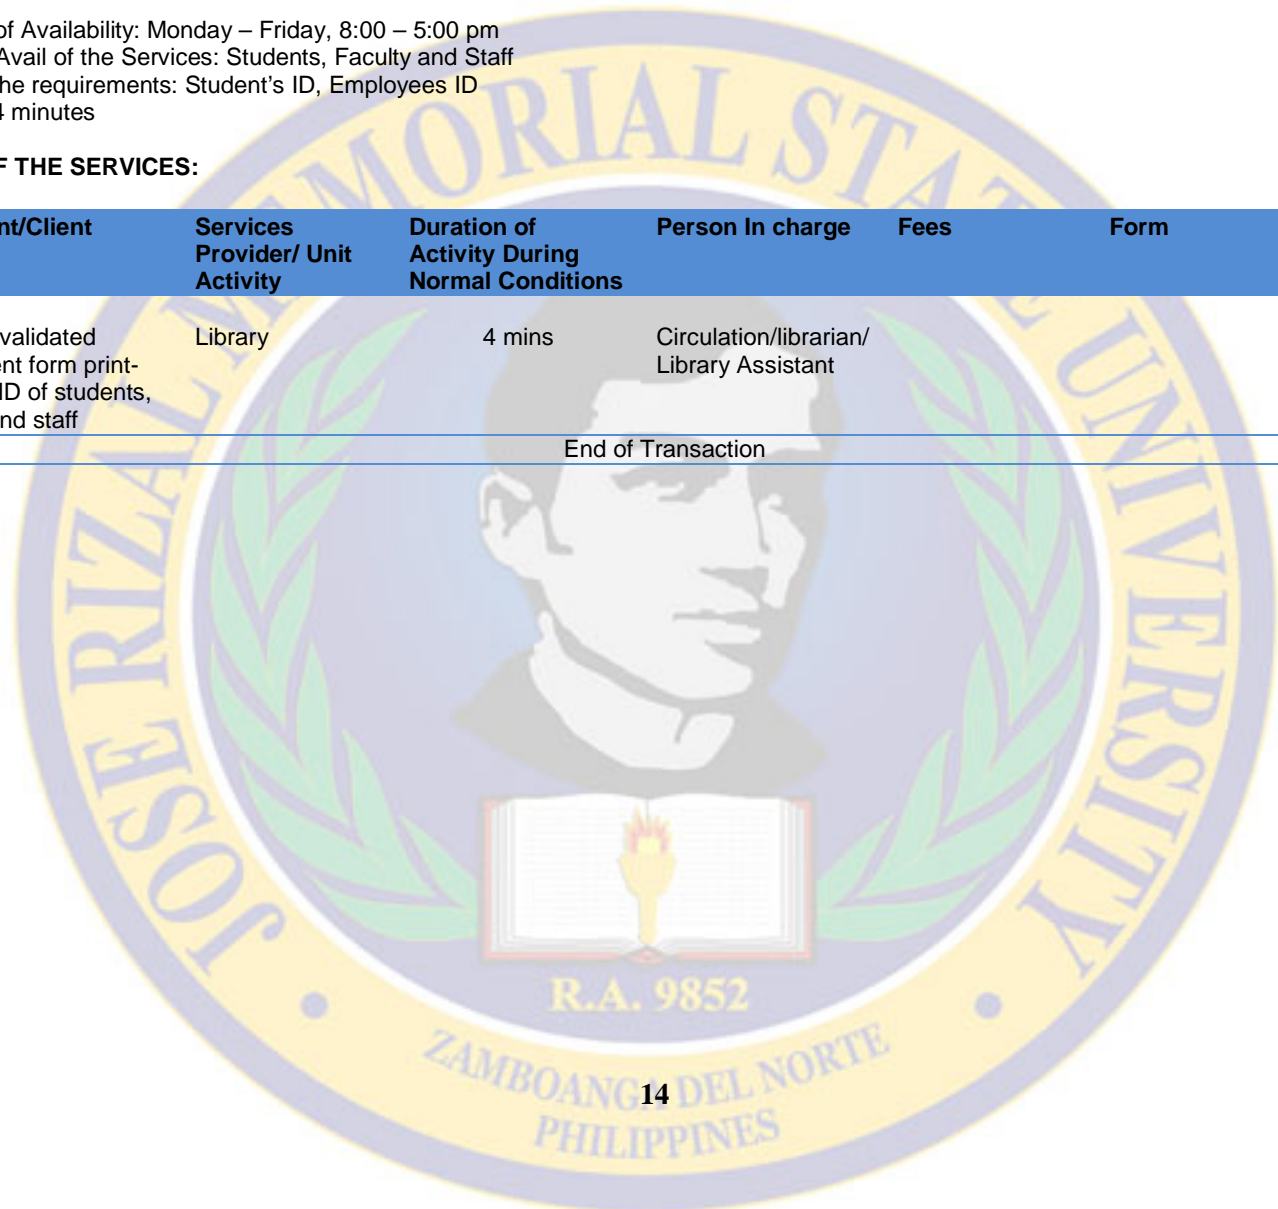 of Availability: Monday – Friday, 8:00 – 5:00 pm
Avail of the Services: Students, Faculty and Staff
he requirements: Student's ID, Employees ID
4 minutes
F THE SERVICES:
nt/Client Services Provider/ Unit Activity Duration of Activity During Normal Conditions Person In charge Fees Form
validated Library 4 mins Circulation/librarian/
ent form print- Library Assistant
ID of students,
nd staff
End of Transaction
JOSE RIZAL MEMORIAL STATE UNIVERSITY
R.A. 9852
ZAMBOANGA DEL NORTE
14
PHILIPPINES